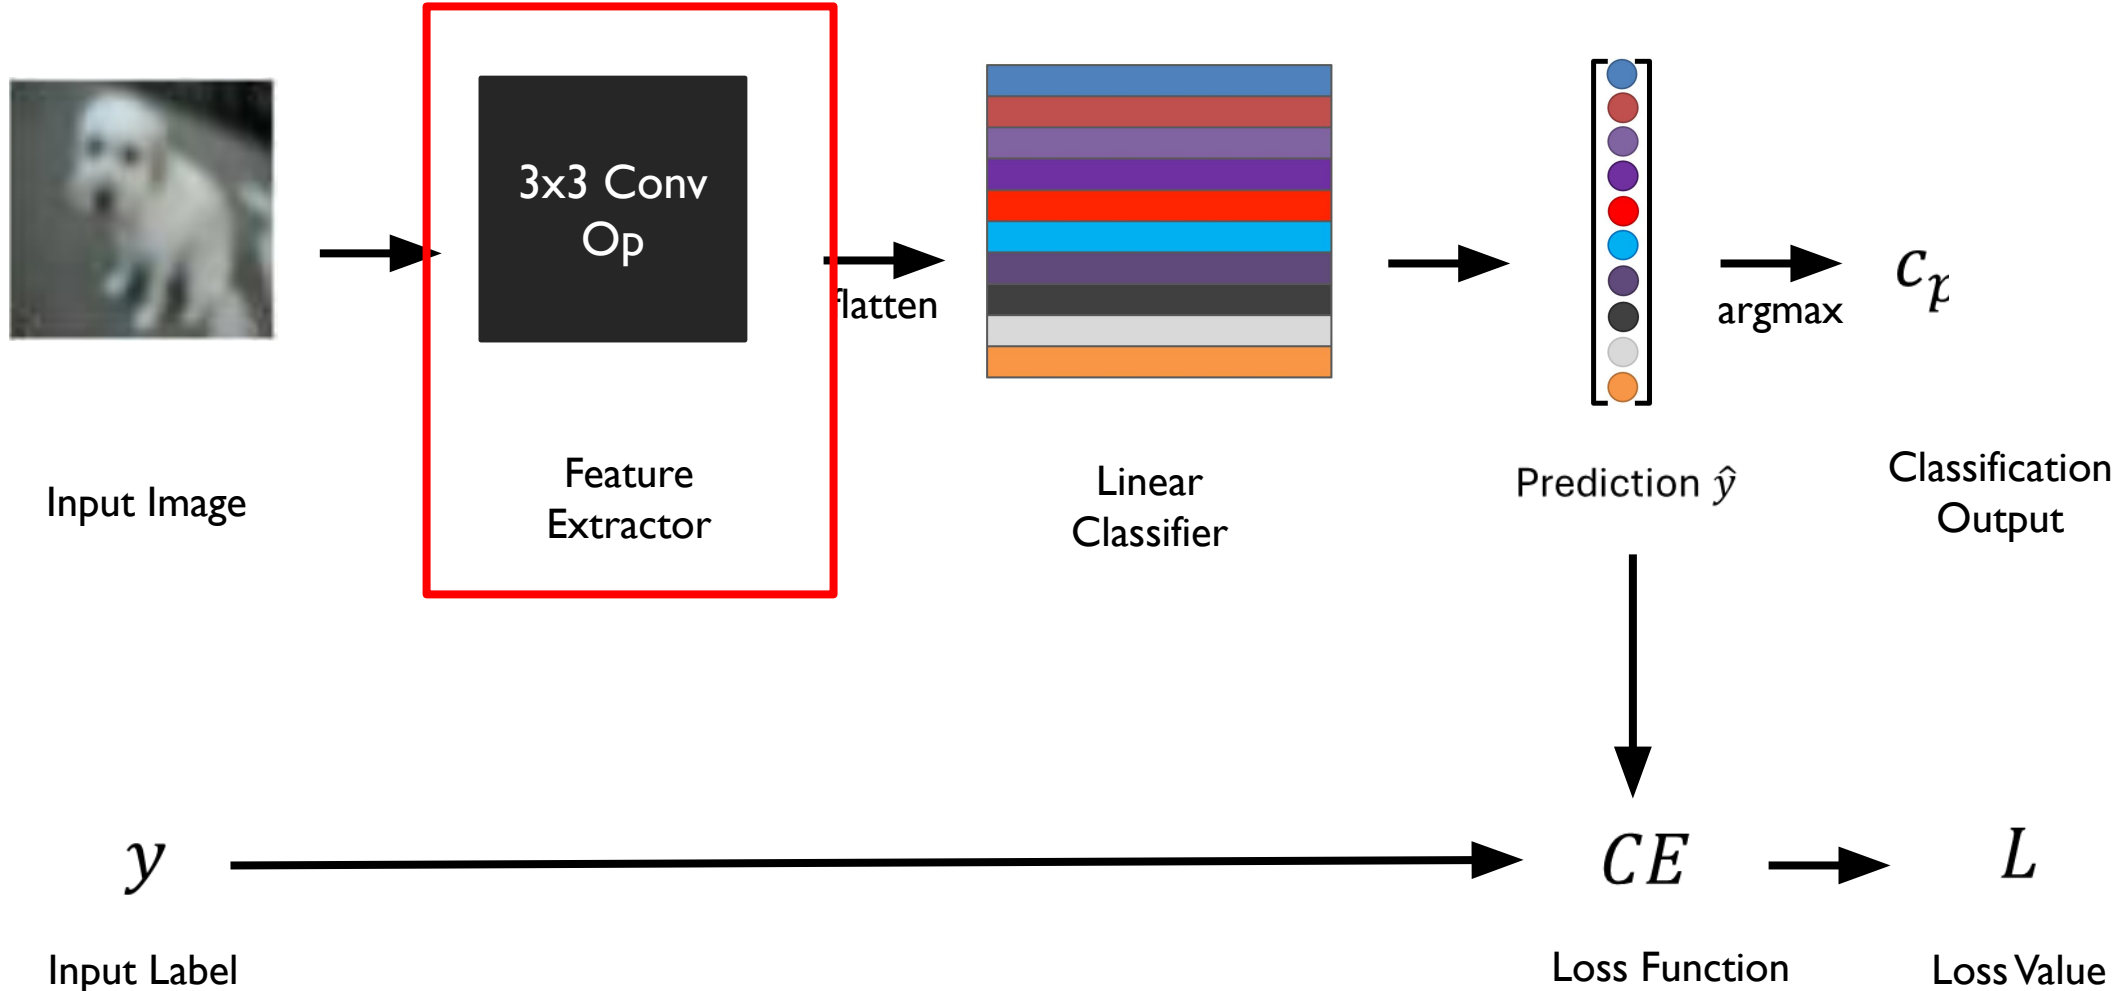 3x3 Conv
Op
flatten
argmax
c_p
Input Image
Feature
Extractor
Linear
Classifier
Prediction ŷ
Classification
Output
y
CE
L
Input Label
Loss Function
Loss Value